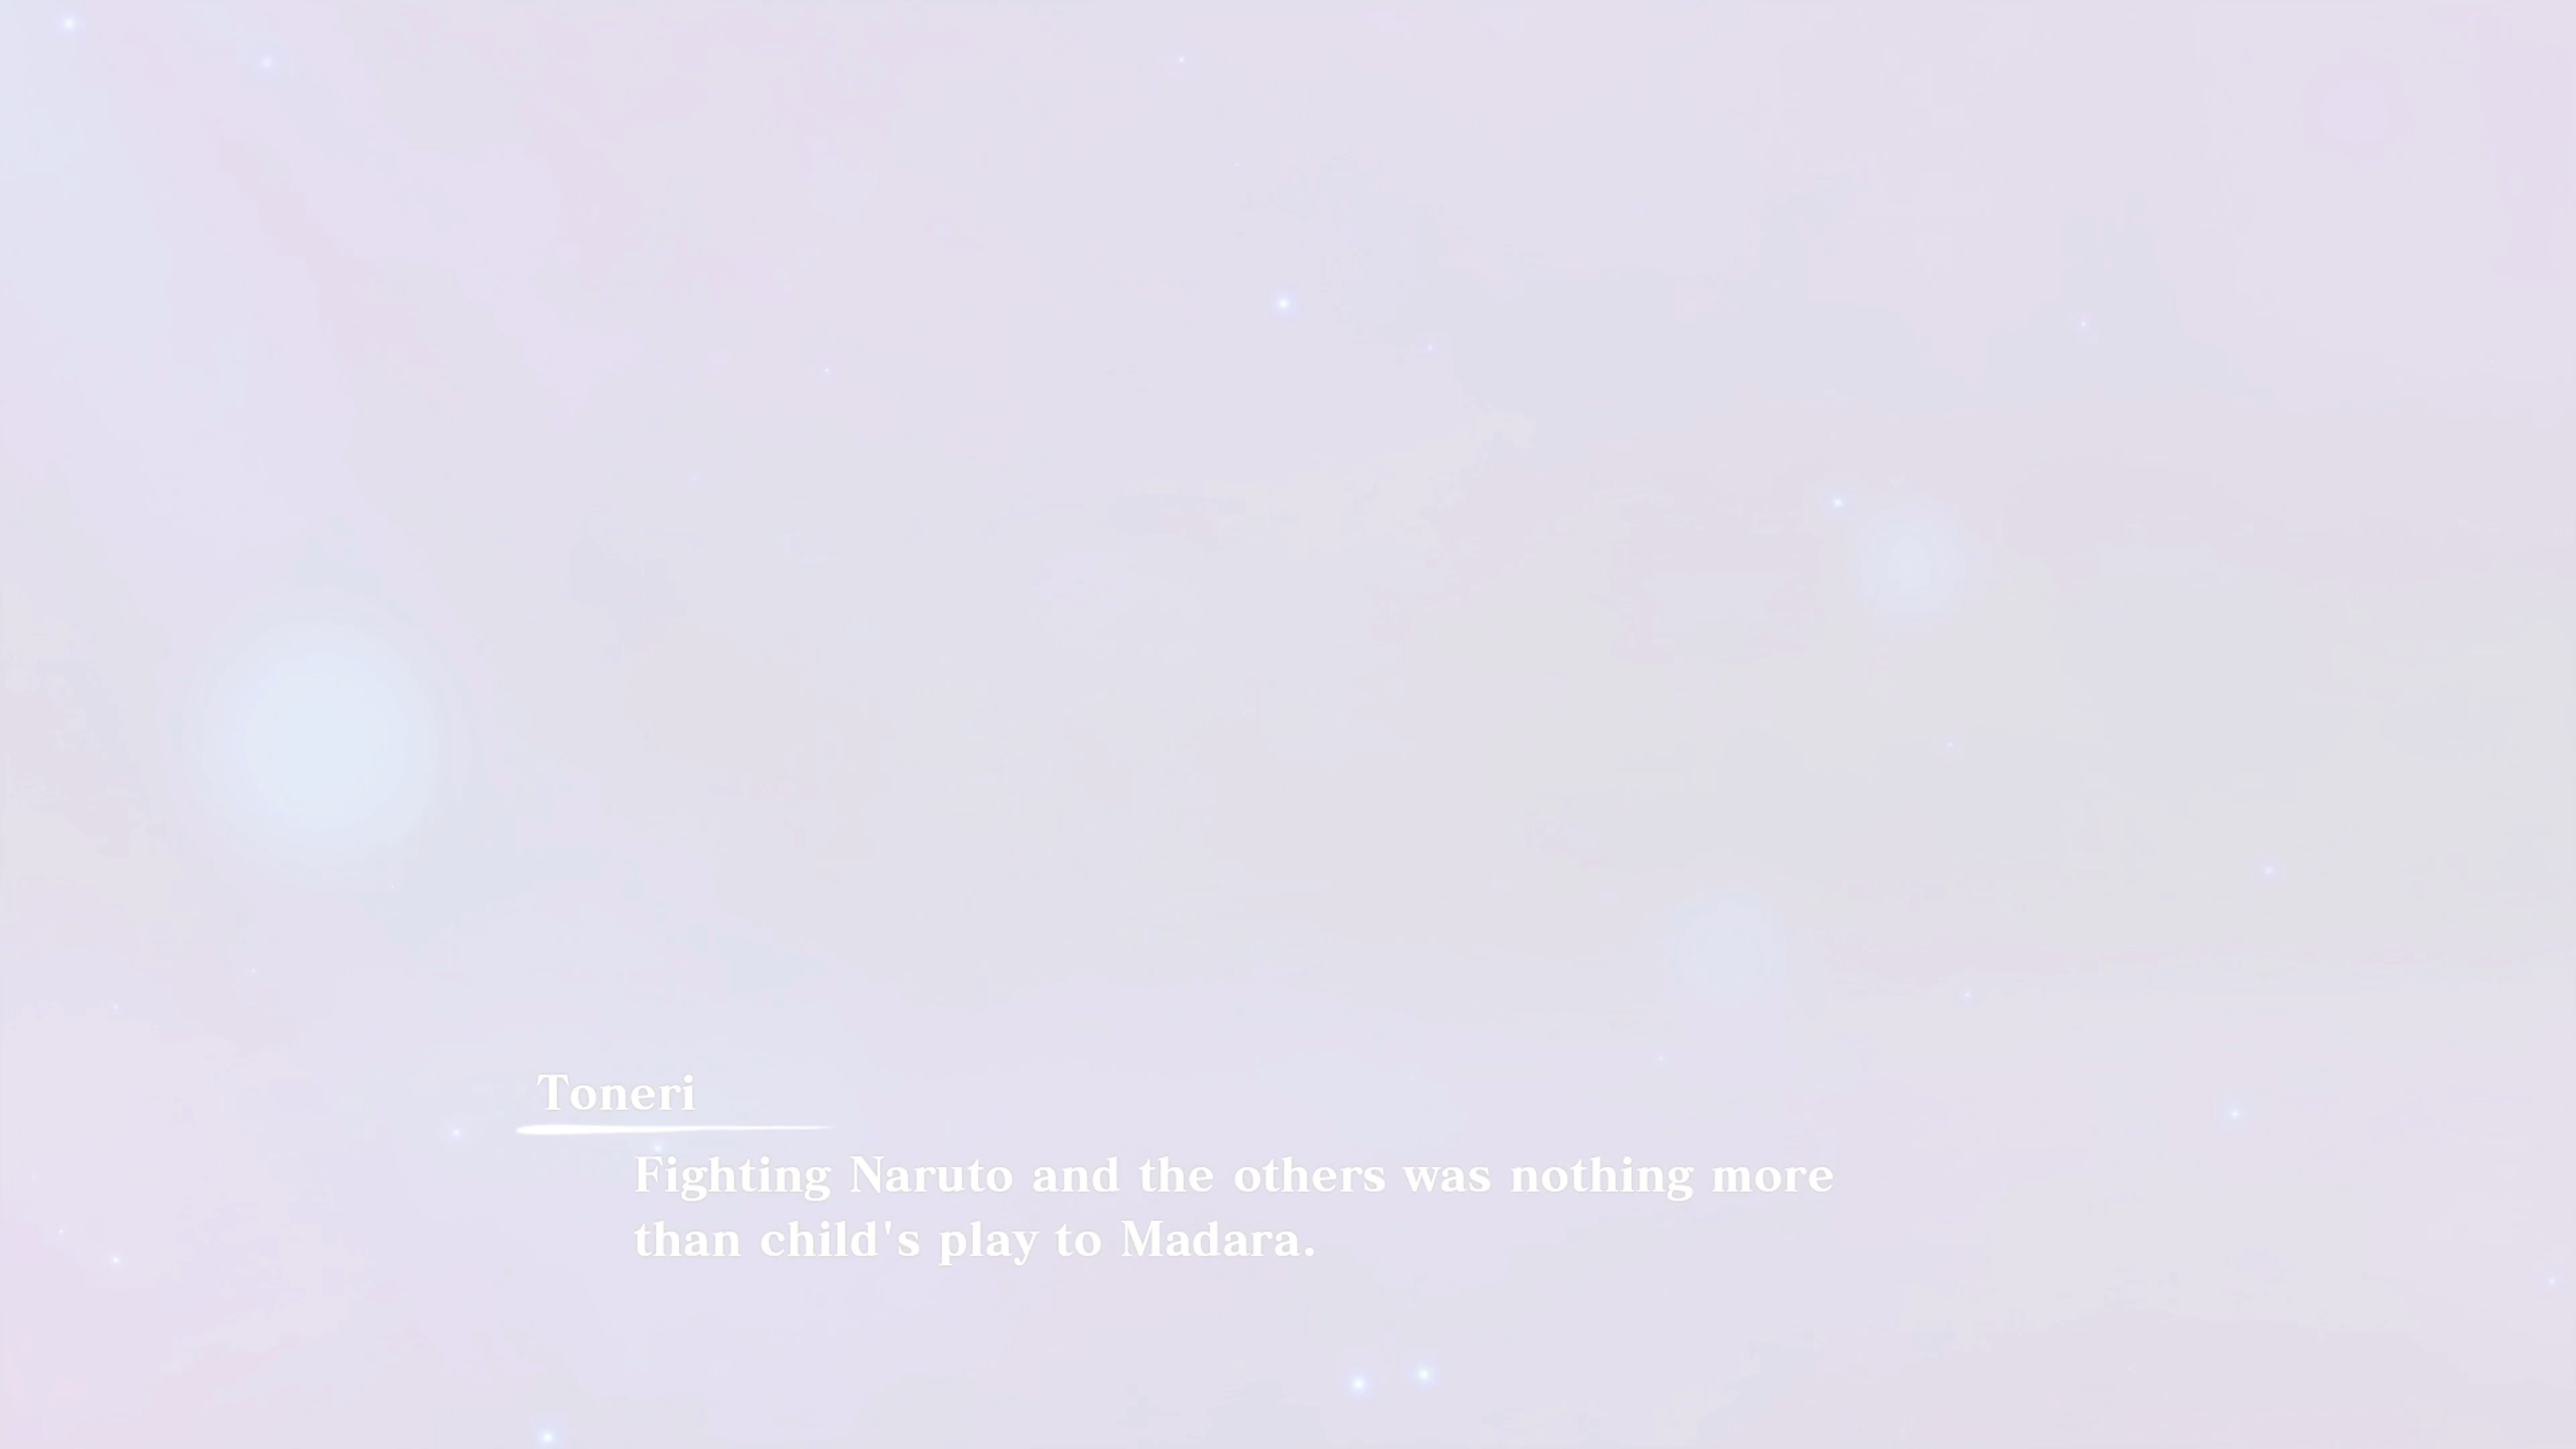 Toneri
Fighting Naruto and the others was nothing more
than child's play to Madara.